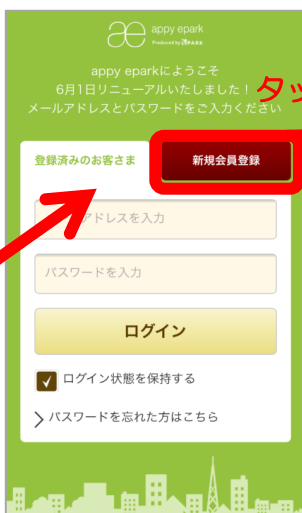 appy epark
Produced by EPARK
appy eparkにようこそ
6月1日リニューアルいたしました！
メールアドレスとパスワードをご入力ください
タッ
登録済みのお客さま
新規会員登録
アドレスを入力
パスワードを入力
ログイン
ログイン状態を保持する
パスワードを忘れた方はこちら